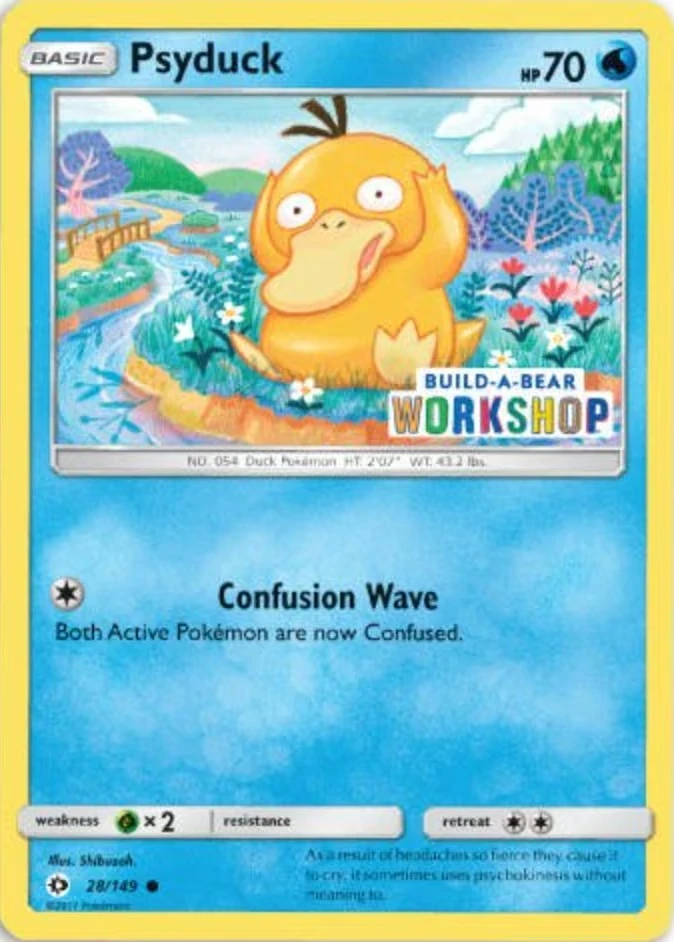 BASIC Psyduck HP 70
BUILD-A-BEAR
WORKSHOP
NO. 054 Duck Pokémon HT: 2'07" WT: 43.2 lbs.
Confusion Wave
Both Active Pokémon are now Confused.
weakness ×2 resistance retreat
Illus. Shibuzoh.
As a result of headaches so fierce they cause it
to cry, it sometimes uses psychokinesis without
meaning to.
28/149
©2017 Pokémon